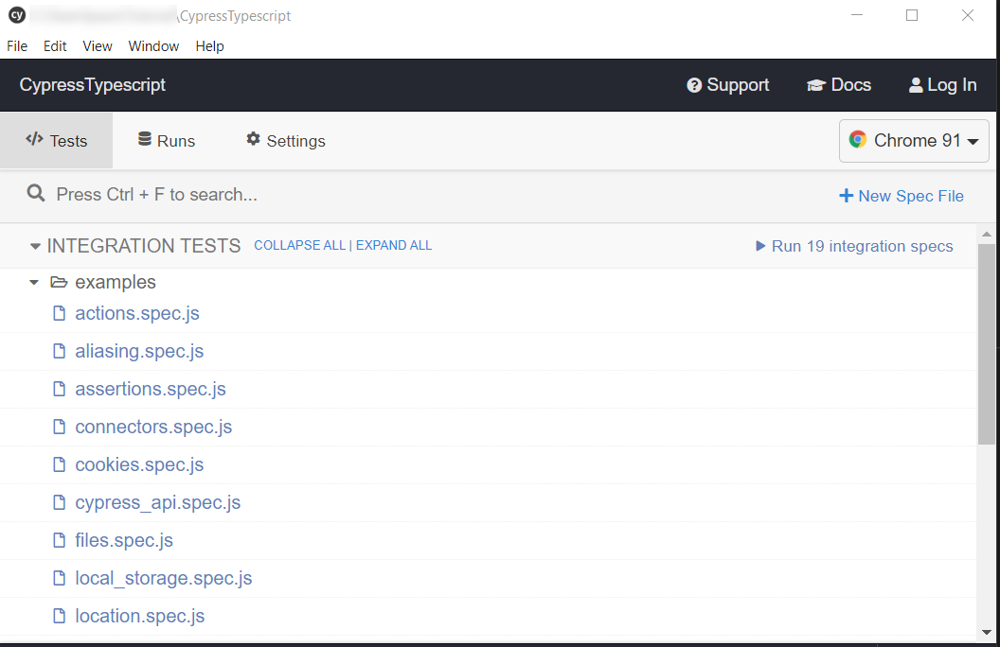 cy \CypressTypescript
File Edit View Window Help
CypressTypescript Support Docs Log In
Tests Runs Settings Chrome 91
Press Ctrl + F to search... New Spec File
INTEGRATION TESTS COLLAPSE ALL | EXPAND ALL Run 19 integration specs
examples
actions.spec.js
aliasing.spec.js
assertions.spec.js
connectors.spec.js
cookies.spec.js
cypress_api.spec.js
files.spec.js
local_storage.spec.js
location.spec.js